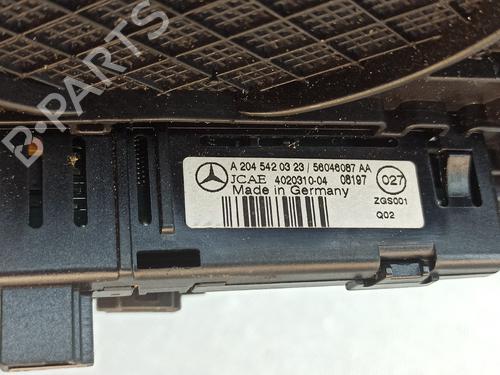 B-PARTS
A 204 542 03 23 / 56046087 AA
JCAE 4020310-04 08197
Made in Germany
027
ZGS001
Q02